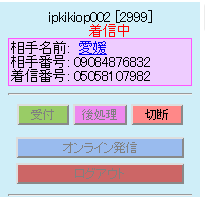 ipkikiop002 [2999]
着信中
相手名前: 愛媛
相手番号: 09084876832
着信番号: 05058107982
受付 後処理 切断
オンライン発信